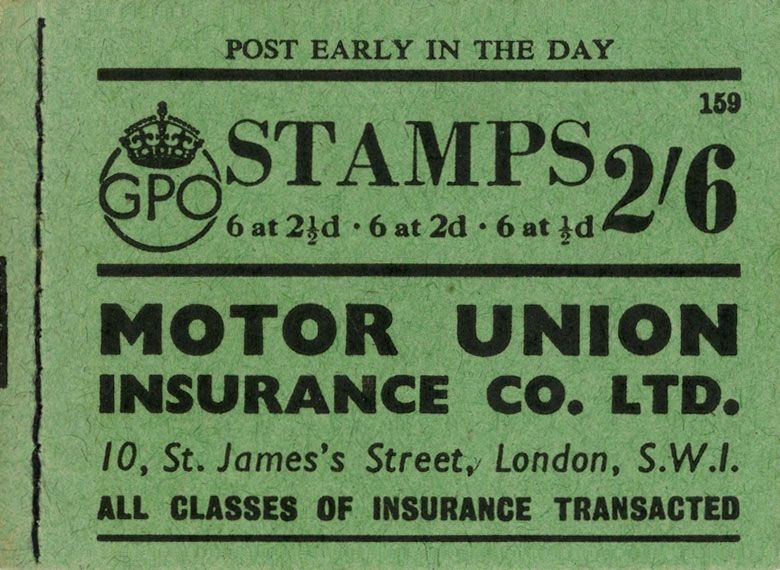 POST EARLY IN THE DAY
159
GPO
STAMPS 2/6
6 at 2½d · 6 at 2d · 6 at ½d
MOTOR UNION
INSURANCE CO. LTD.
10, St. James's Street, London, S.W.I.
ALL CLASSES OF INSURANCE TRANSACTED